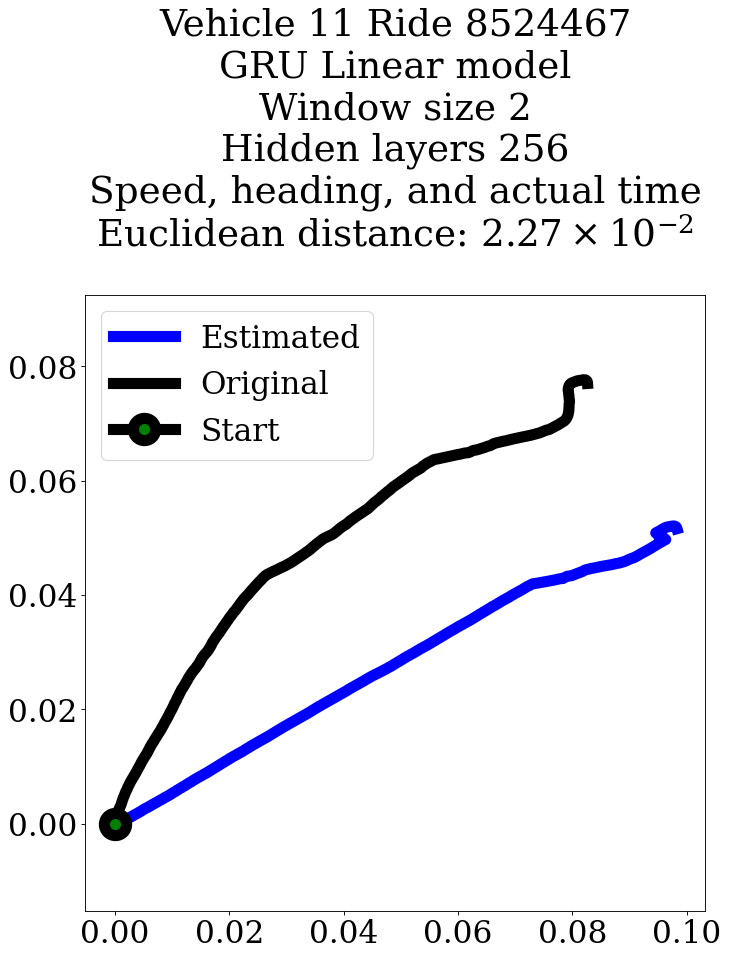 Vehicle 11 Ride 8524467
GRU Linear model
Window size 2
Hidden layers 256
Speed, heading, and actual time
Euclidean distance: 2.27 × 10⁻²
Estimated
Original
Start
0.08
0.06
0.04
0.02
0.00
0.00 0.02 0.04 0.06 0.08 0.10